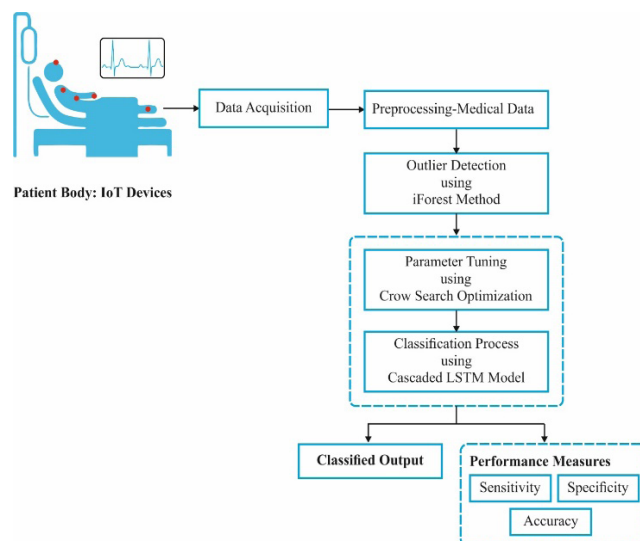 Data Acquisition
Preprocessing-Medical Data
Patient Body: IoT Devices
Outlier Detection
using
iForest Method
Parameter Tuning
using
Crow Search Optimization
Classification Process
using
Cascaded LSTM Model
Classified Output
Performance Measures
Sensitivity
Specificity
Accuracy